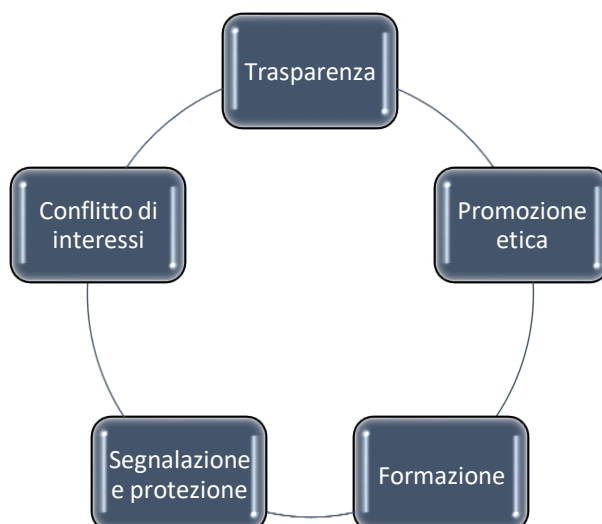 Trasparenza
Promozione
etica
Formazione
Segnalazione
e protezione
Conflitto di
interessi